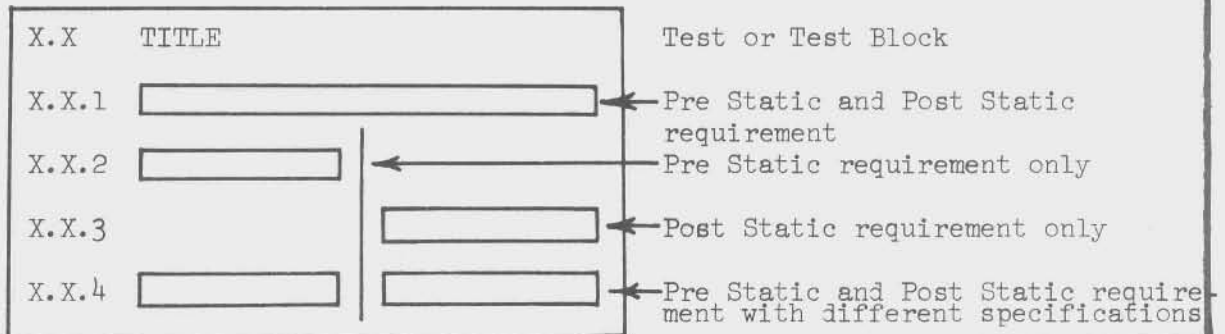 X.X TITLE Test or Test Block
X.X.1 Pre Static and Post Static
requirement
X.X.2 Pre Static requirement only
X.X.3 Post Static requirement only
X.X.4 Pre Static and Post Static require-
ment with different specifications